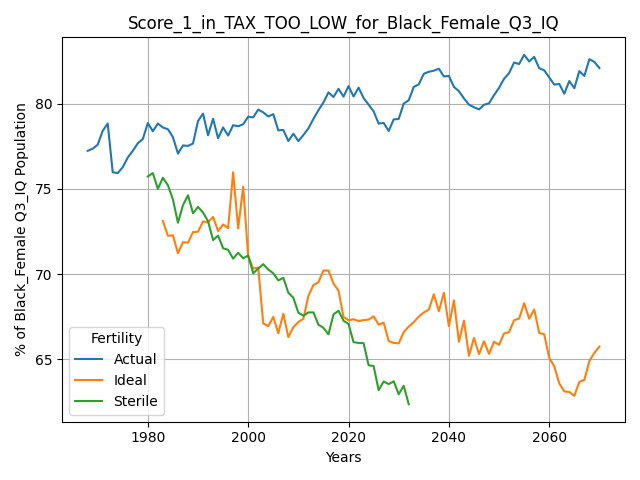 Score_1_in_TAX_TOO_LOW_for_Black_Female_Q3_IQ
% of Black_Female Q3_IQ Population
80
75
70
65
Fertility
Actual
Ideal
Sterile
1980 2000 2020 2040 2060
Years